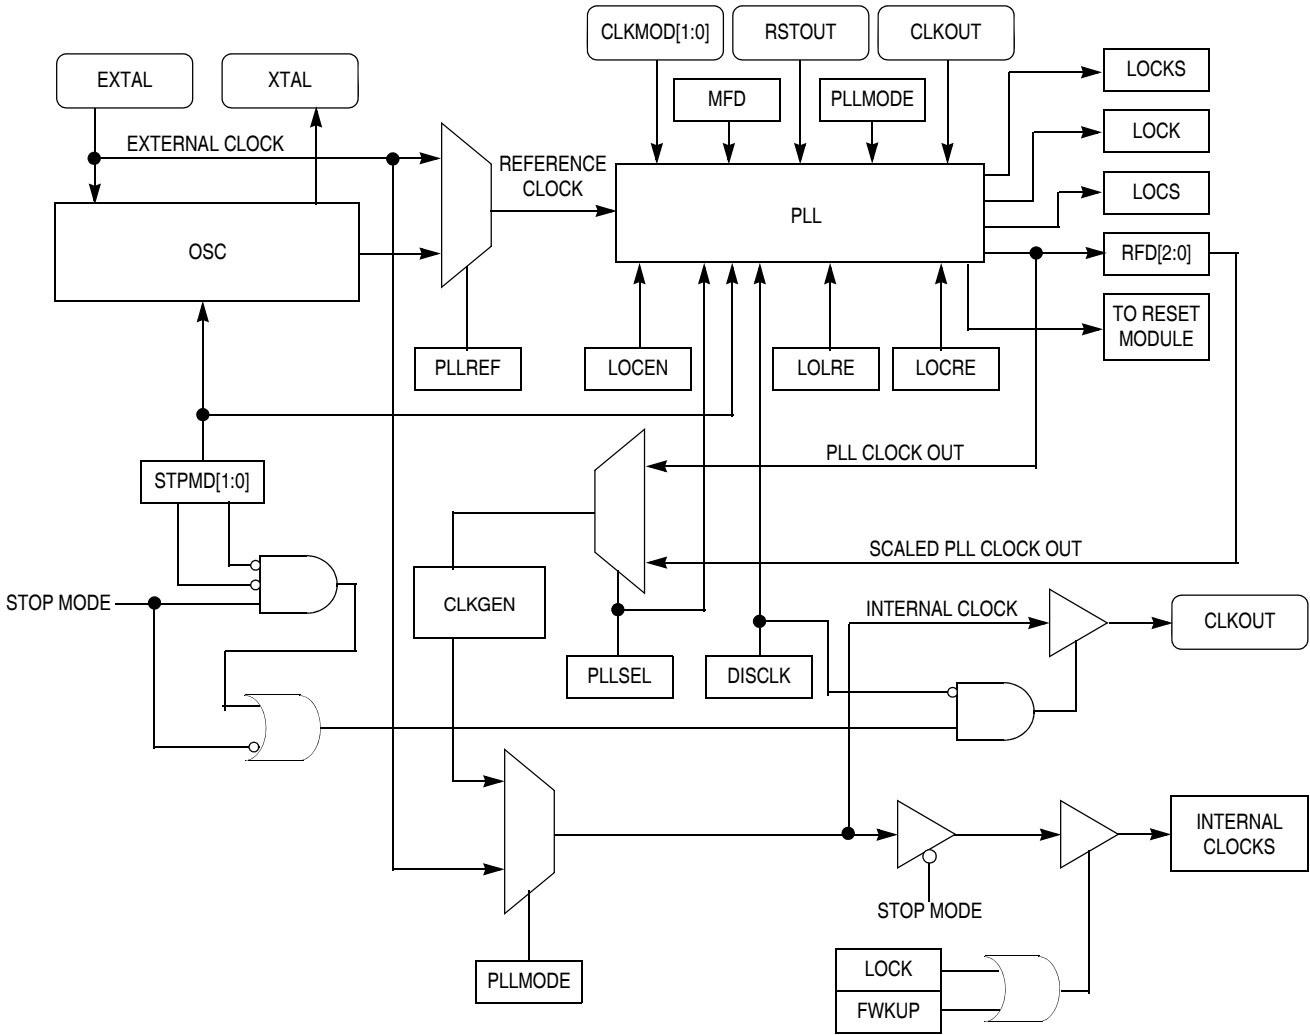 CLKMOD[1:0]
RSTOUT
CLKOUT
EXTAL
XTAL
LOCKS
MFD
PLLMODE
LOCK
EXTERNAL CLOCK
REFERENCE
CLOCK
LOCS
PLL
OSC
RFD[2:0]
TO RESET
MODULE
PLLREF
LOCEN
LOLRE
LOCRE
PLL CLOCK OUT
STPMD[1:0]
SCALED PLL CLOCK OUT
STOP MODE
CLKGEN
INTERNAL CLOCK
CLKOUT
PLLSEL
DISCLK
INTERNAL
CLOCKS
STOP MODE
PLLMODE
LOCK
FWKUP